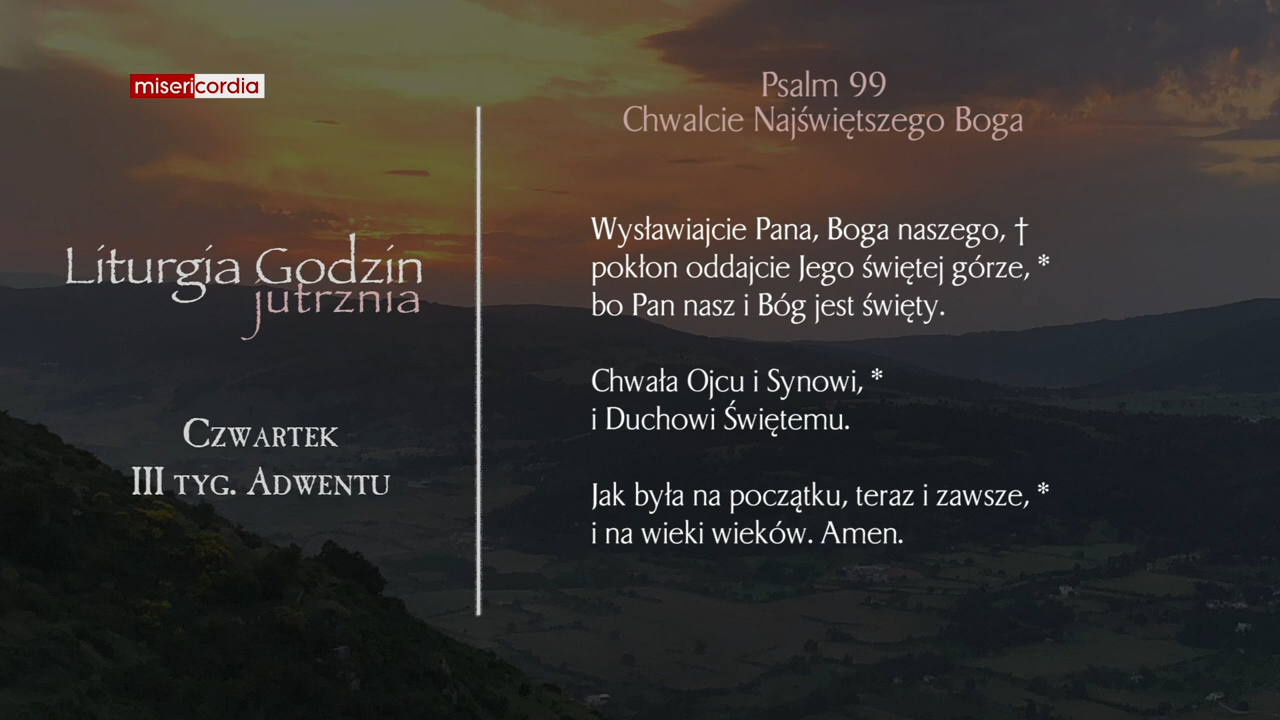 misericordia
Liturgia Godzin
jutrznia
Czwartek
III tyg. Adwentu
Psalm 99
Chwalcie Najświętszego Boga
Wysławiajcie Pana, Boga naszego, †
pokłon oddajcie Jego świętej górze, *
bo Pan nasz i Bóg jest święty.
Chwała Ojcu i Synowi, *
i Duchowi Świętemu.
Jak była na początku, teraz i zawsze, *
i na wieki wieków. Amen.